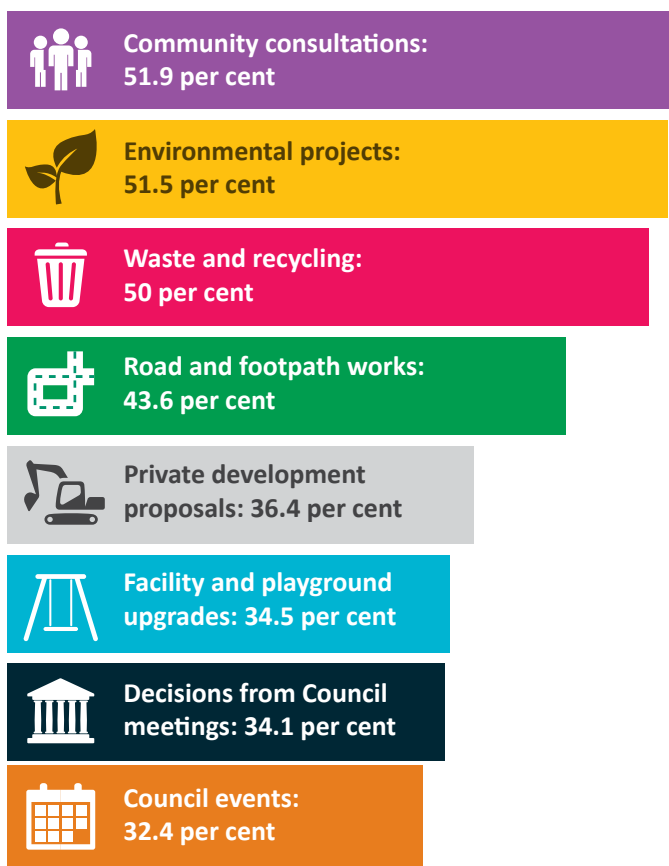 Community consultations:
51.9 per cent
Environmental projects:
51.5 per cent
Waste and recycling:
50 per cent
Road and footpath works:
43.6 per cent
Private development
proposals: 36.4 per cent
Facility and playground
upgrades: 34.5 per cent
Decisions from Council
meetings: 34.1 per cent
Council events:
32.4 per cent